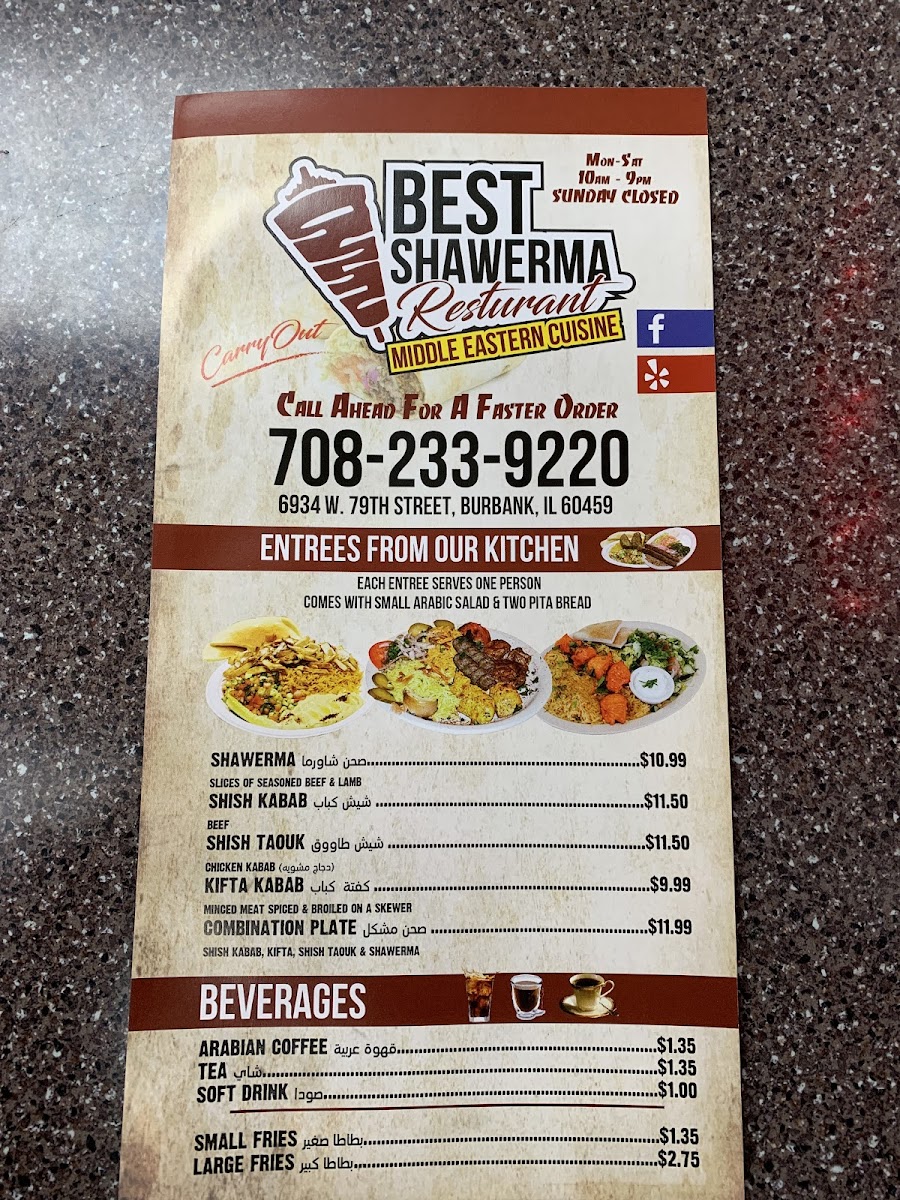 Mon-Sat
10am - 9pm
SUNDAY CLOSED
BEST
SHAWERMA
Resturant
MIDDLE EASTERN CUISINE
Carry Out
f
Call Ahead For A Faster Order
708-233-9220
6934 W. 79TH STREET, BURBANK, IL 60459
ENTREES FROM OUR KITCHEN
EACH ENTREE SERVES ONE PERSON
COMES WITH SMALL ARABIC SALAD & TWO PITA BREAD
SHAWERMA صحن شاورما $10.99
SLICES OF SEASONED BEEF & LAMB
SHISH KABAB شيش كباب $11.50
BEEF
SHISH TAOUK شيش طاووق $11.50
CHICKEN KABAB (دجاج مشويه)
KIFTA KABAB كفتة كباب $9.99
MINCED MEAT SPICED & BROILED ON A SKEWER
COMBINATION PLATE صحن مشكل $11.99
SHISH KABAB, KIFTA, SHISH TAOUK & SHAWERMA
BEVERAGES
ARABIAN COFFEE قهوة عربية $1.35
TEA شاي $1.35
SOFT DRINK صودا $1.00
SMALL FRIES بطاطا صغير $1.35
LARGE FRIES بطاطا كبير $2.75